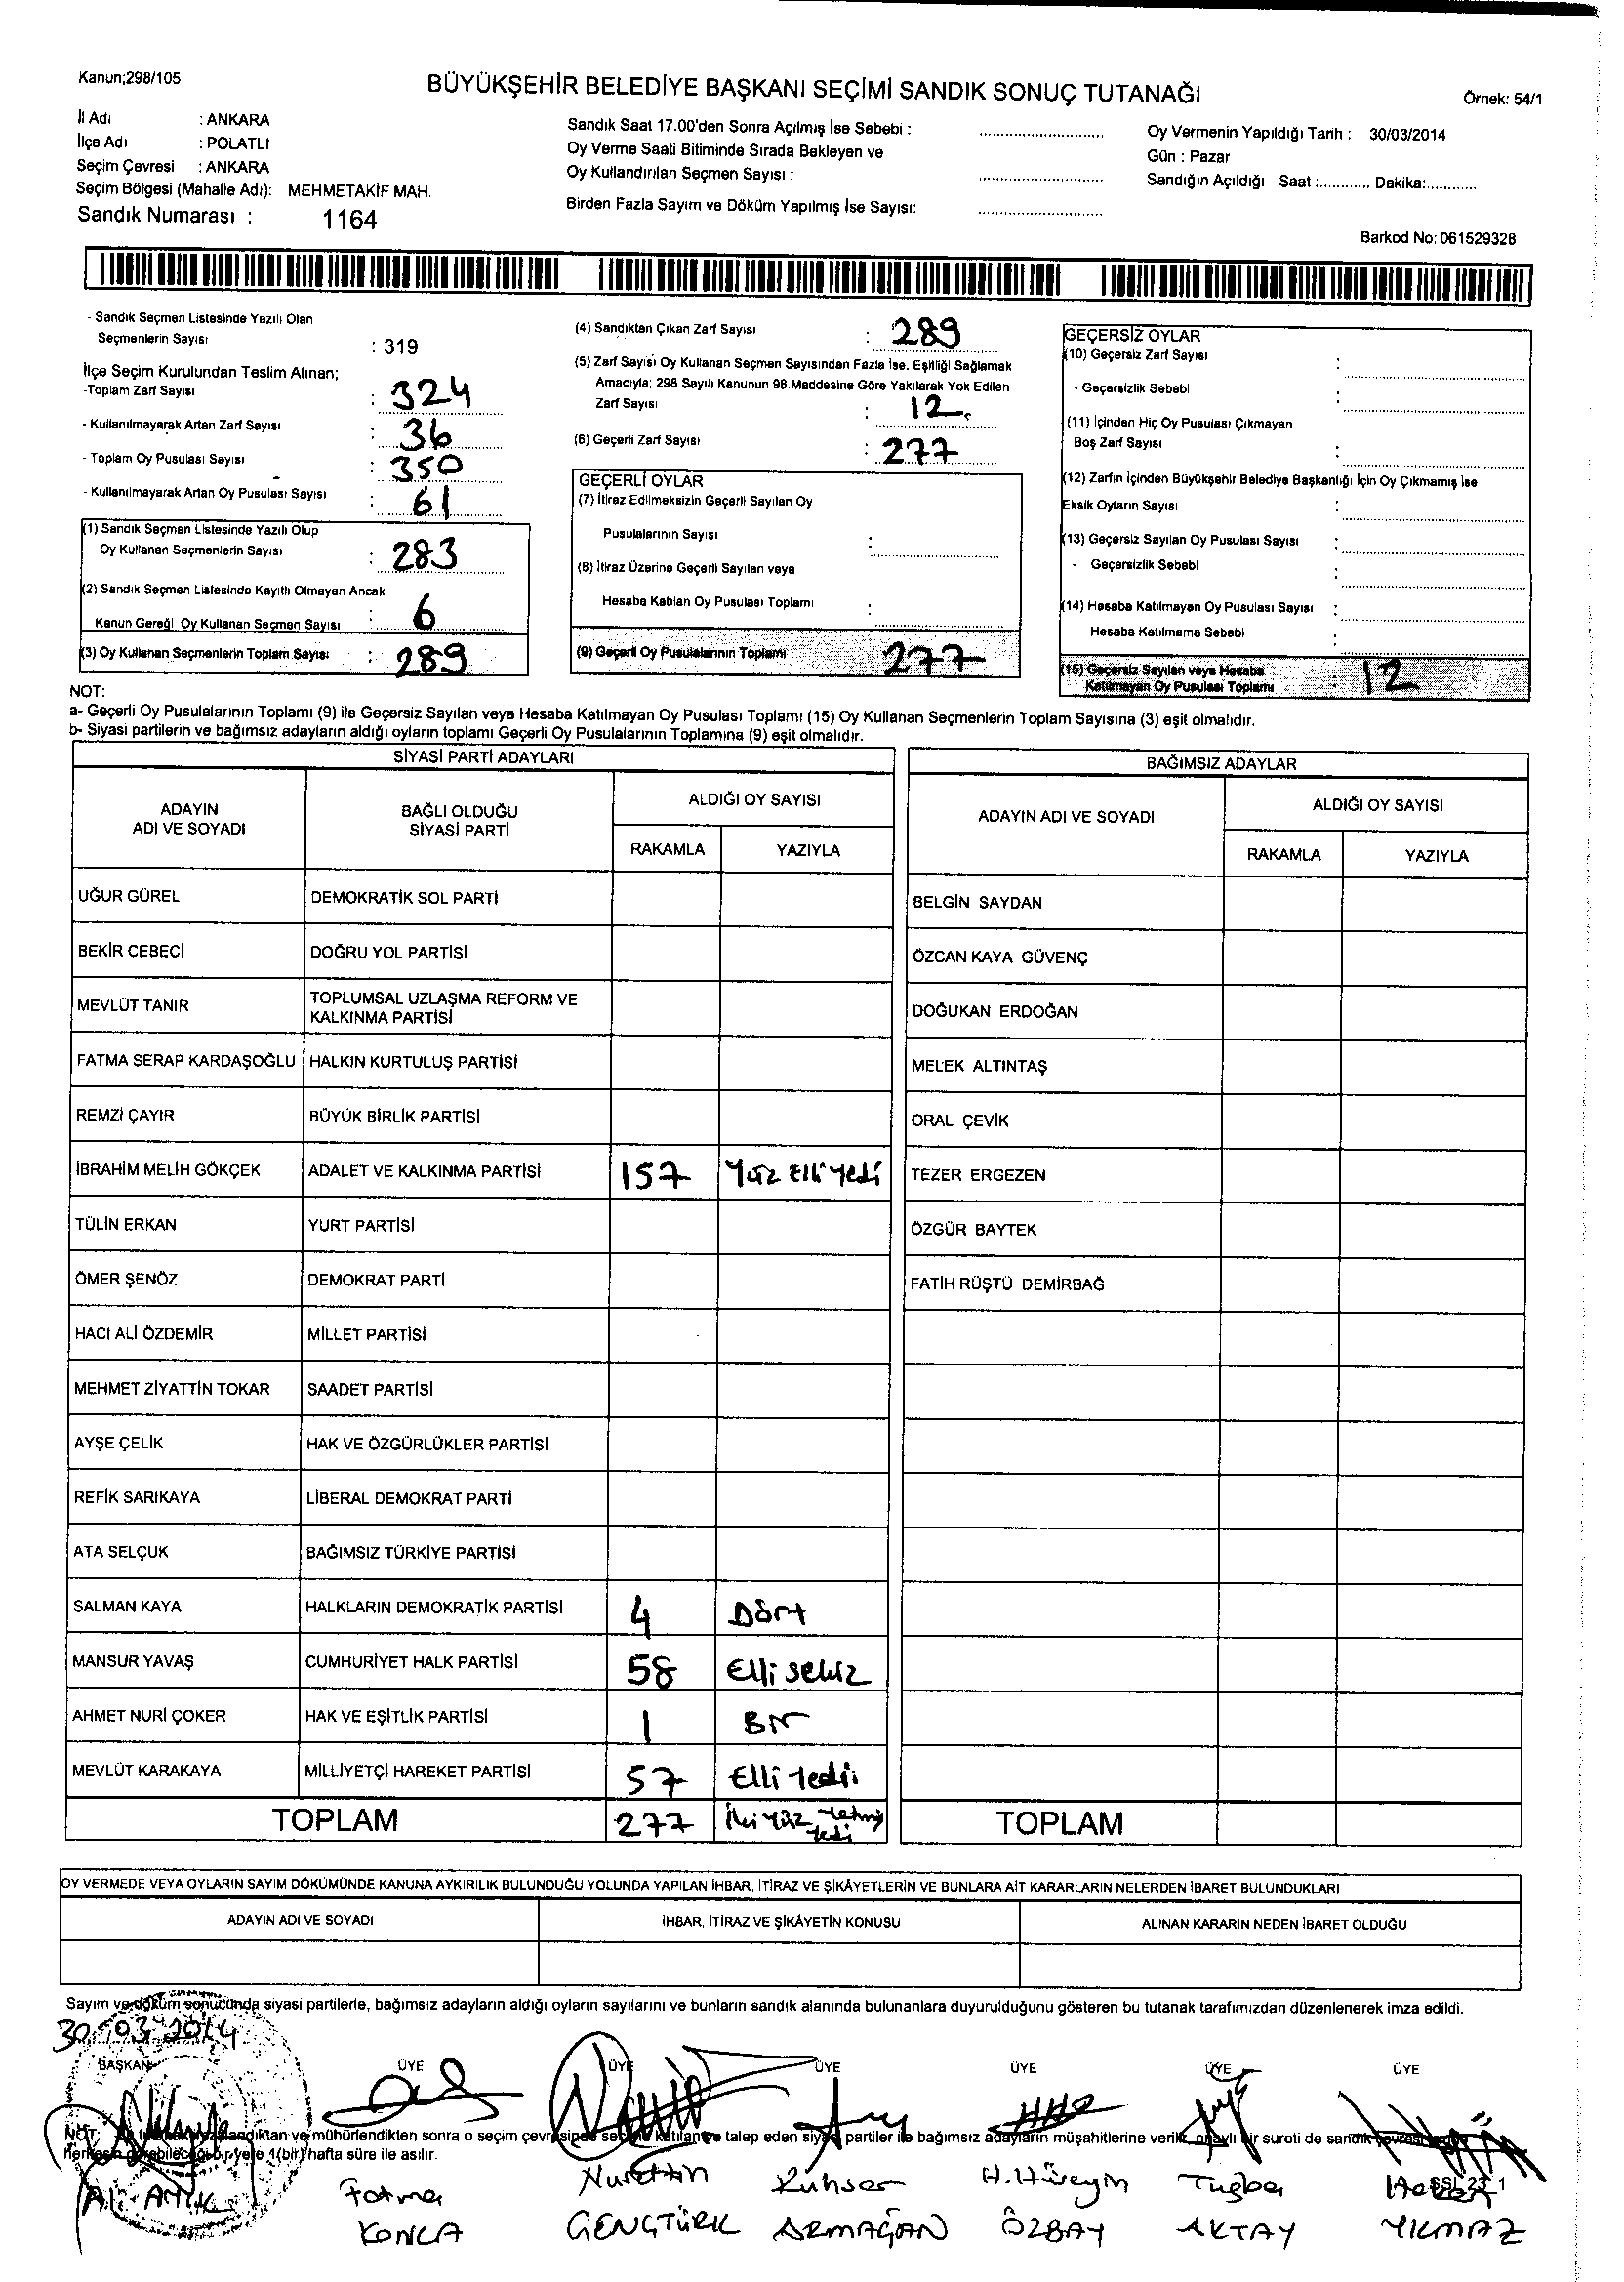 Kanun;298/105
BÜYÜKŞEHİR BELEDİYE BAŞKANI SEÇİMİ SANDIK SONUÇ TUTANAĞI
Örnek: 54/1
İl Adı : ANKARA
İlçe Adı : POLATLI
Seçim Çevresi : ANKARA
Seçim Bölgesi (Mahalle Adı): MEHMETAKİF MAH.
Sandık Numarası : 1164
Sandık Saat 17.00'den Sonra Açılmış İse Sebebi :
Oy Verme Saati Bitiminde Sırada Bekleyen ve
Oy Kullandırılan Seçmen Sayısı :
Birden Fazla Sayım ve Döküm Yapılmış İse Sayısı:
Oy Vermenin Yapıldığı Tarih : 30/03/2014
Gün : Pazar
Sandığın Açıldığı Saat :............ Dakika:............
Barkod No: 061529328
- Sandık Seçmen Listesinde Yazılı Olan
Seçmenlerin Sayısı : 319
İlçe Seçim Kurulundan Teslim Alınan;
-Toplam Zarf Sayısı : 324
- Kullanılmayarak Artan Zarf Sayısı : 36
- Toplam Oy Pusulası Sayısı : 350
- Kullanılmayarak Artan Oy Pusulası Sayısı : 61
(1) Sandık Seçmen Listesinde Yazılı Olup
Oy Kullanan Seçmenlerin Sayısı : 283
(2) Sandık Seçmen Listesinde Kayıtlı Olmayan Ancak
Kanun Gereği Oy Kullanan Seçmen Sayısı : 6
(3) Oy Kullanan Seçmenlerin Toplam Sayısı : 289
(4) Sandıktan Çıkan Zarf Sayısı : 289
(5) Zarf Sayısı Oy Kullanan Seçmen Sayısından Fazla İse, Eşitliği Sağlamak
Amacıyla; 298 Sayılı Kanunun 98.Maddesine Göre Yakılarak Yok Edilen
Zarf Sayısı : 12.
(6) Geçerli Zarf Sayısı : 277
GEÇERLİ OYLAR
(7) İtiraz Edilmeksizin Geçerli Sayılan Oy
Pusulalarının Sayısı :
(8) İtiraz Üzerine Geçerli Sayılan veya
Hesaba Katılan Oy Pusulası Toplamı :
(9) Geçerli Oy Pusulalarının Toplamı 277
GEÇERSİZ OYLAR
(10) Geçersiz Zarf Sayısı :
- Geçersizlik Sebebi :
(11) İçinden Hiç Oy Pusulası Çıkmayan
Boş Zarf Sayısı :
(12) Zarfın İçinden Büyükşehir Belediye Başkanlığı İçin Oy Çıkmamış ise
Eksik Oyların Sayısı :
(13) Geçersiz Sayılan Oy Pusulası Sayısı :
- Geçersizlik Sebebi :
(14) Hesaba Katılmayan Oy Pusulası Sayısı :
- Hesaba Katılmama Sebebi :
(15) Geçersiz Sayılan veya Hesaba
Katılmayan Oy Pusulası Toplamı : 12
NOT:
a- Geçerli Oy Pusulalarının Toplamı (9) ile Geçersiz Sayılan veya Hesaba Katılmayan Oy Pusulası Toplamı (15) Oy Kullanan Seçmenlerin Toplam Sayısına (3) eşit olmalıdır.
b- Siyasi partilerin ve bağımsız adayların aldığı oyların toplamı Geçerli Oy Pusulalarının Toplamına (9) eşit olmalıdır.
SİYASİ PARTİ ADAYLARI
ADAYIN ADI VE SOYADI
BAĞLI OLDUĞU SİYASİ PARTİ
ALDIĞI OY SAYISI
RAKAMLA YAZIYLA
UĞUR GÜREL DEMOKRATİK SOL PARTİ
BEKİR CEBECİ DOĞRU YOL PARTİSİ
MEVLÜT TANIR TOPLUMSAL UZLAŞMA REFORM VE KALKINMA PARTİSİ
FATMA SERAP KARDAŞOĞLU HALKIN KURTULUŞ PARTİSİ
REMZİ ÇAYIR BÜYÜK BİRLİK PARTİSİ
İBRAHİM MELİH GÖKÇEK ADALET VE KALKINMA PARTİSİ 157 Yüz Elli Yedi
TÜLİN ERKAN YURT PARTİSİ
ÖMER ŞENÖZ DEMOKRAT PARTİ
HACI ALİ ÖZDEMİR MİLLET PARTİSİ
MEHMET ZİYATTİN TOKAR SAADET PARTİSİ
AYŞE ÇELİK HAK VE ÖZGÜRLÜKLER PARTİSİ
REFİK SARIKAYA LİBERAL DEMOKRAT PARTİ
ATA SELÇUK BAĞIMSIZ TÜRKİYE PARTİSİ
SALMAN KAYA HALKLARIN DEMOKRATİK PARTİSİ 4 Dört
MANSUR YAVAŞ CUMHURİYET HALK PARTİSİ 58 Elli sekiz
AHMET NURİ ÇOKER HAK VE EŞİTLİK PARTİSİ 1 Bir
MEVLÜT KARAKAYA MİLLİYETÇİ HAREKET PARTİSİ 57 Elli Yedi
TOPLAM 277 İki Yüz Yetmiş Yedi
BAĞIMSIZ ADAYLAR
ADAYIN ADI VE SOYADI
ALDIĞI OY SAYISI
RAKAMLA YAZIYLA
BELGİN SAYDAN
ÖZCAN KAYA GÜVENÇ
DOĞUKAN ERDOĞAN
MELEK ALTINTAŞ
ORAL ÇEVİK
TEZER ERGEZEN
ÖZGÜR BAYTEK
FATİH RÜŞTÜ DEMİRBAĞ
TOPLAM
OY VERMEDE VEYA OYLARIN SAYIM DÖKÜMÜNDE KANUNA AYKIRILIK BULUNDUĞU YOLUNDA YAPILAN İHBAR, İTİRAZ VE ŞİKÂYETLERİN VE BUNLARA AİT KARARLARIN NELERDEN İBARET BULUNDUKLARI
ADAYIN ADI VE SOYADI
İHBAR, İTİRAZ VE ŞİKÂYETİN KONUSU
ALINAN KARARIN NEDEN İBARET OLDUĞU
Sayım ve döküm sonucunda siyasi partilerle, bağımsız adayların aldığı oyların sayılarını ve bunların sandık alanında bulunanlara duyurulduğunu gösteren bu tutanak tarafımızdan düzenlenerek imza edildi.
30/03/2014
BAŞKAN ÜYE ÜYE ÜYE ÜYE ÜYE ÜYE
NOT: mühürlendikten sonra o seçim çevresinde talep eden siyasi partiler ile bağımsız adayların müşahitlerine verilir, onaylı bir sureti de sandık
1(bir) hafta süre ile asılır.
SSL 23_1
Fatma Nurettin H.Hüseyin Tuğba
KONCA GENÇTÜRK ARMAĞAN ÖZBAY AKTAY YILMAZ